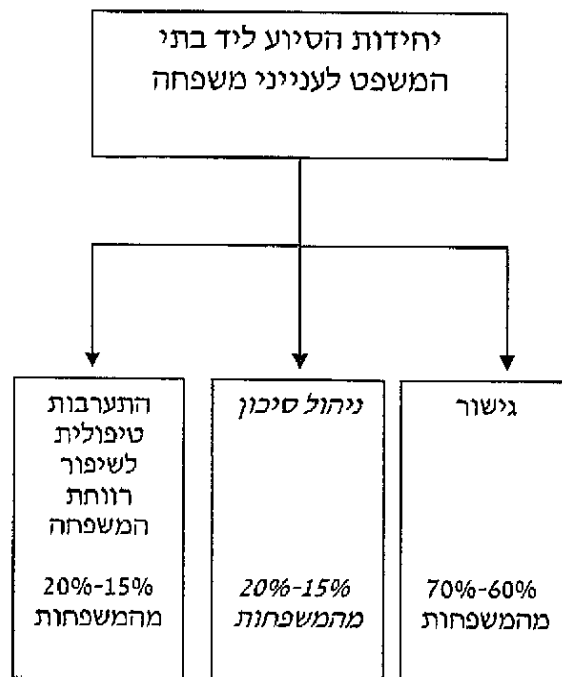 יחידות הסיוע ליד בתי
המשפט לענייני משפחה
גישור
70%-60%
מהמשפחות
ניהול סיכון
20%-15%
מהמשפחות
התערבות
טיפולית
לשיפור
רווחת
המשפחה
20%-15%
מהמשפחות